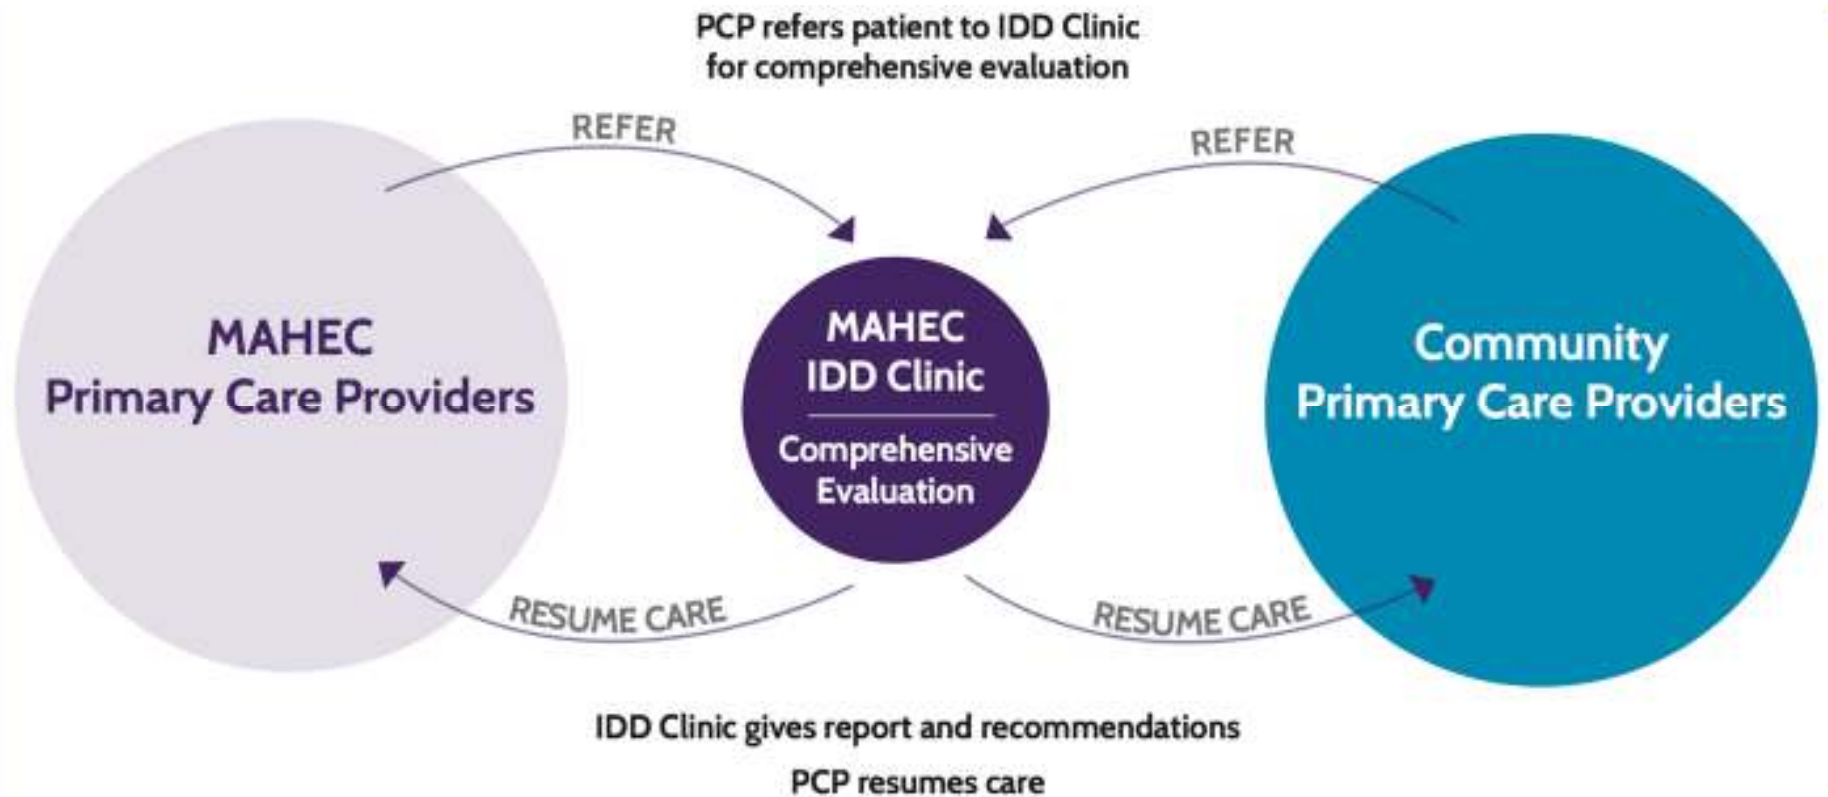 PCP refers patient to IDD Clinic
for comprehensive evaluation
REFER
REFER
MAHEC
Primary Care Providers
MAHEC
IDD Clinic
Comprehensive
Evaluation
Community
Primary Care Providers
RESUME CARE
RESUME CARE
IDD Clinic gives report and recommendations
PCP resumes care